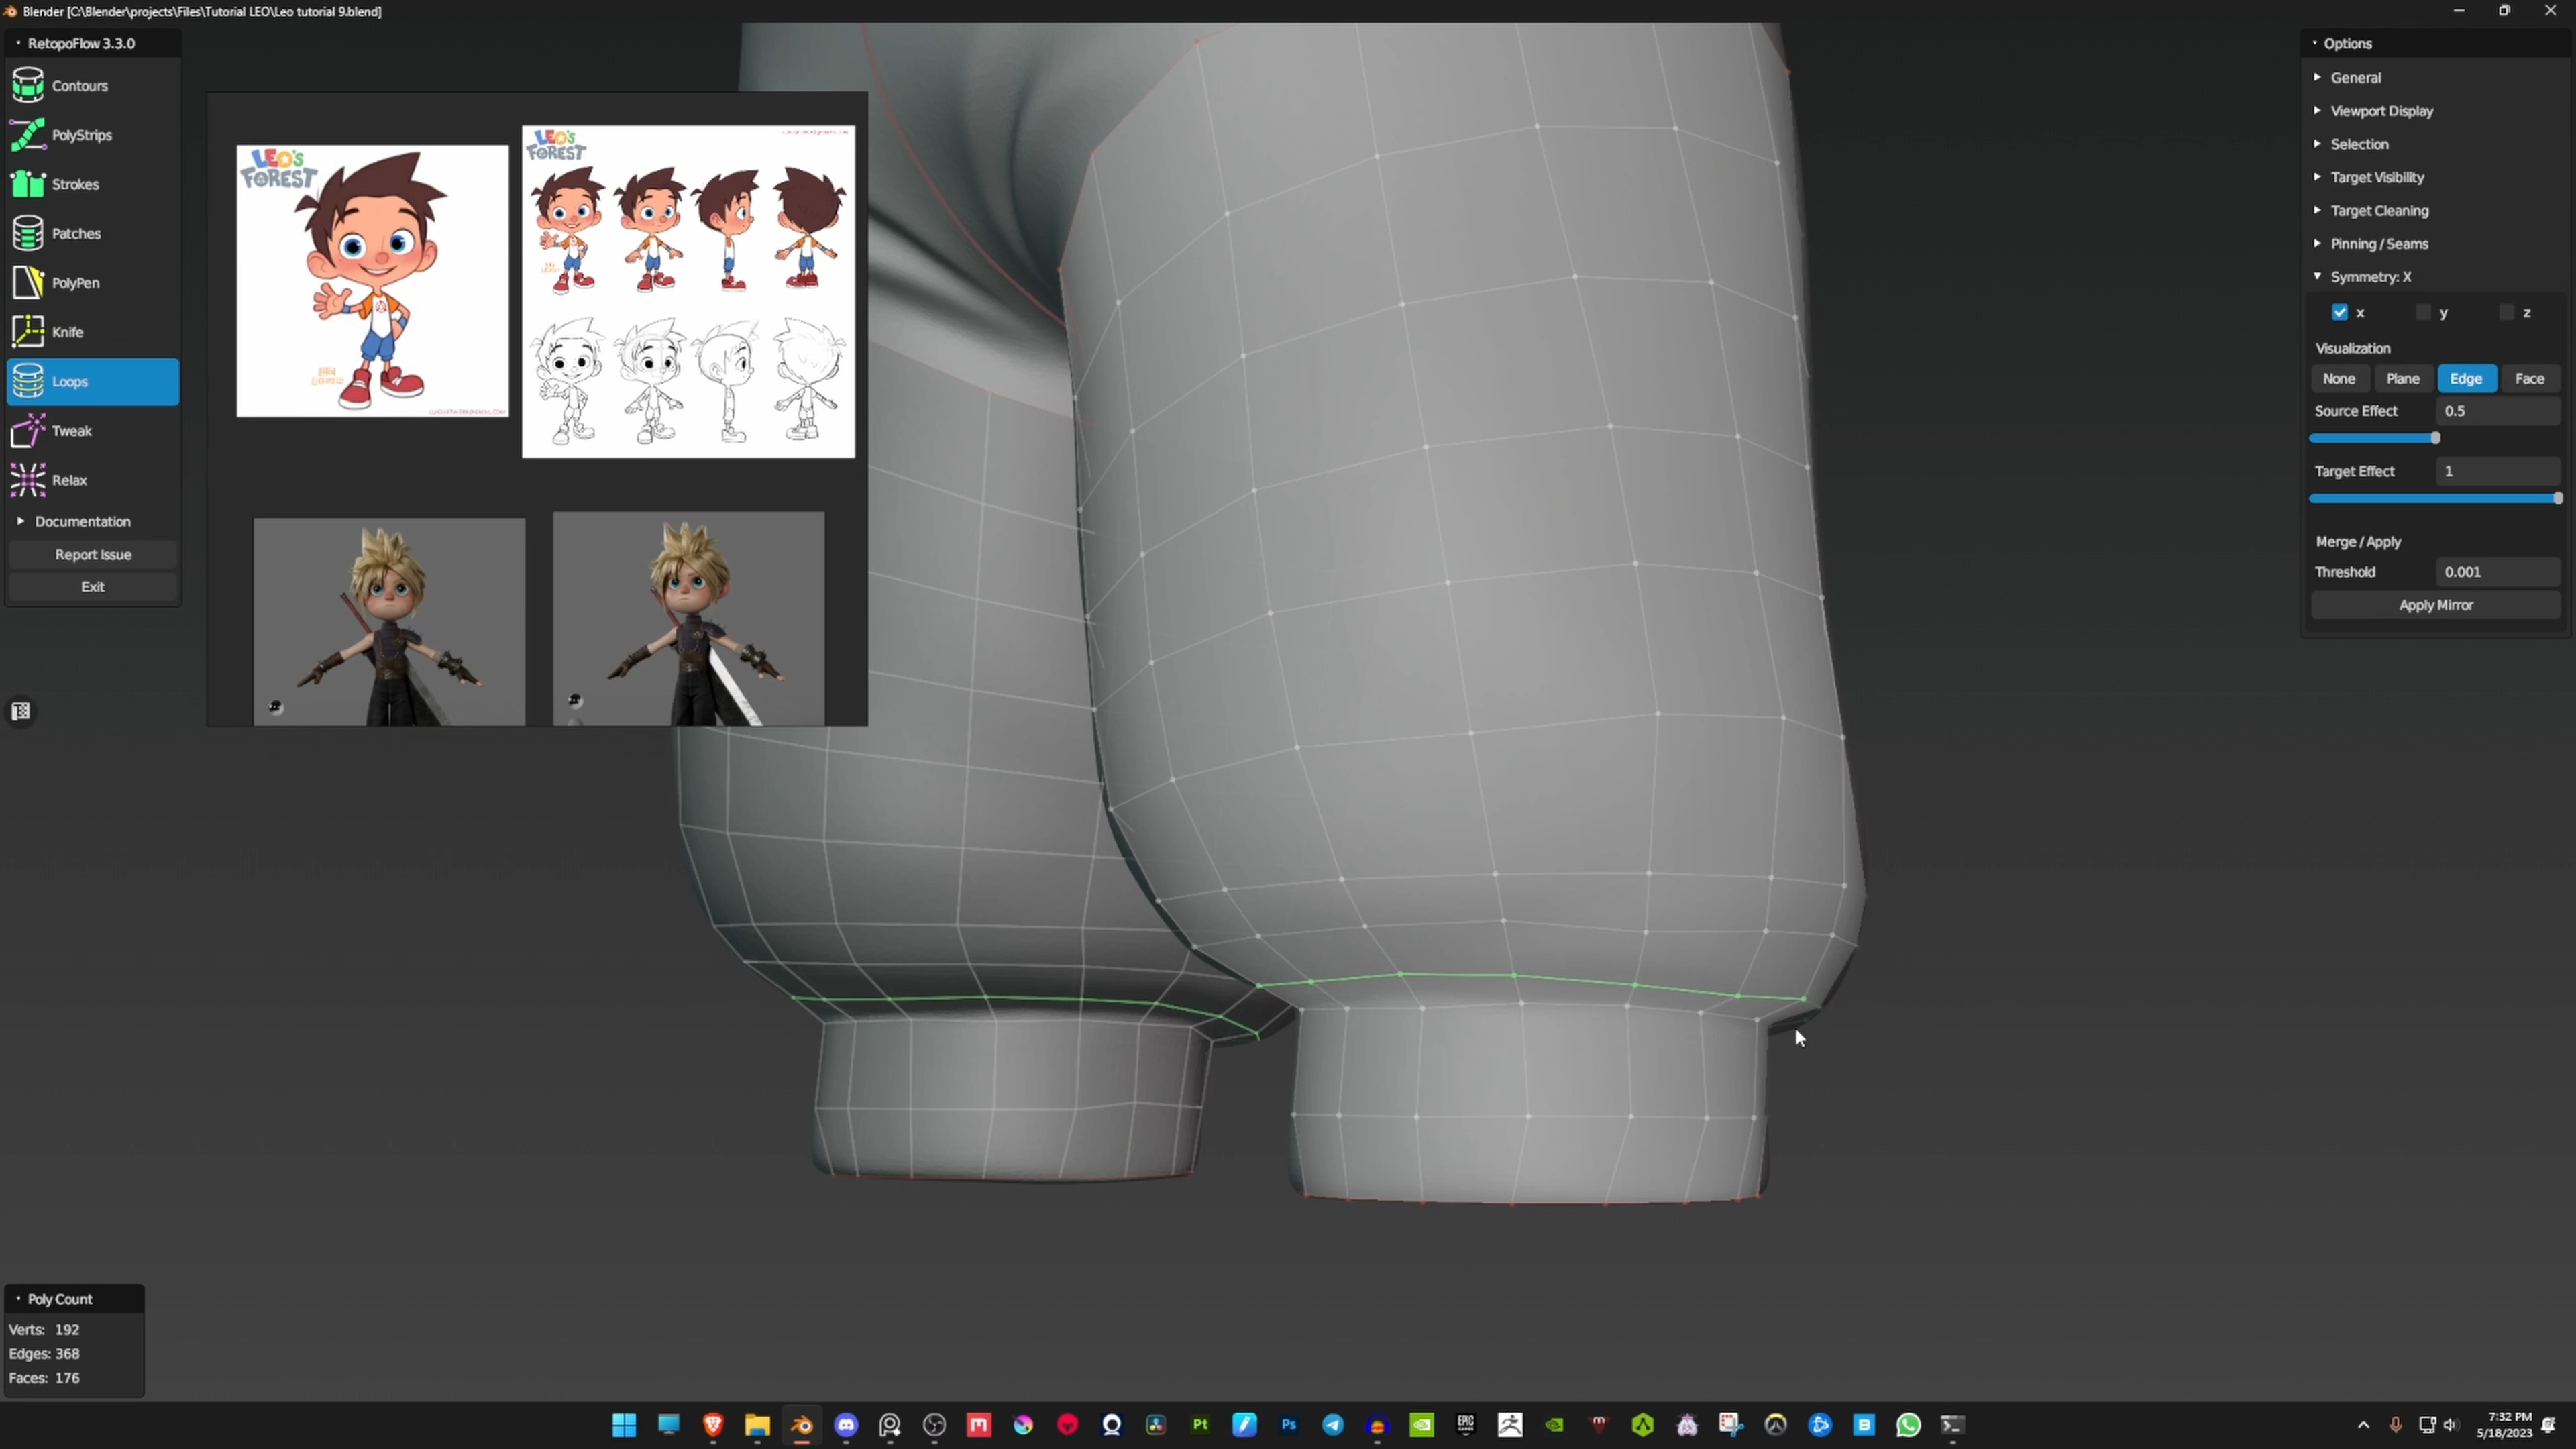 Blender [C:\Blender\projects\Files\Tutorial LEO\Leo tutorial 9.blend]
RetopoFlow 3.3.0
Contours
PolyStrips
Strokes
Patches
PolyPen
Knife
Loops
Tweak
Relax
Documentation
Report Issue
Exit
LEO'S
FOREST
LEO'S
FOREST
Options
General
Viewport Display
Selection
Target Visibility
Target Cleaning
Pinning / Seams
Symmetry: X
x y z
Visualization
None Plane Edge Face
Source Effect 0.5
Target Effect 1
Merge / Apply
Threshold 0.001
Apply Mirror
Poly Count
Verts: 192
Edges: 368
Faces: 176
Pt
Ps
EPIC
GAMES
B
7:32 PM
5/18/2023